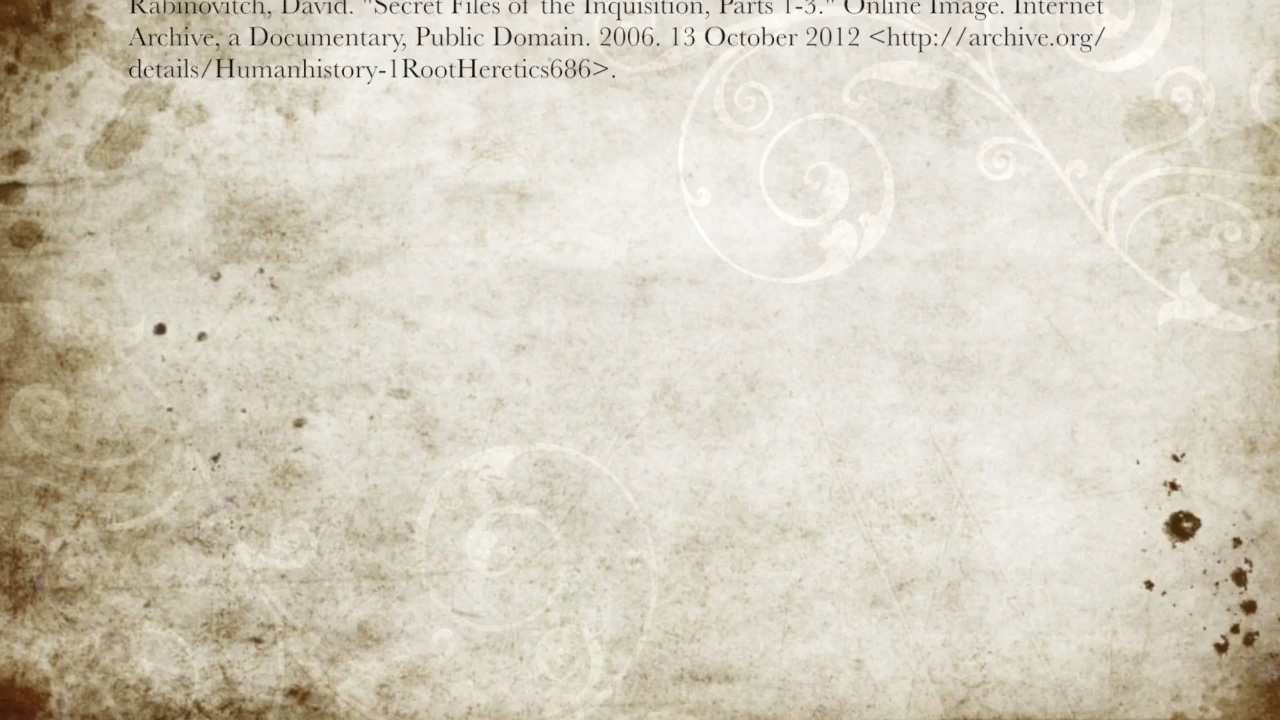 Rabinovitch, David. "Secret Files of the Inquisition, Parts 1-3." Online Image. Internet
Archive, a Documentary, Public Domain. 2006. 13 October 2012 <http://archive.org/
details/Humanhistory-1RootHeretics686>.